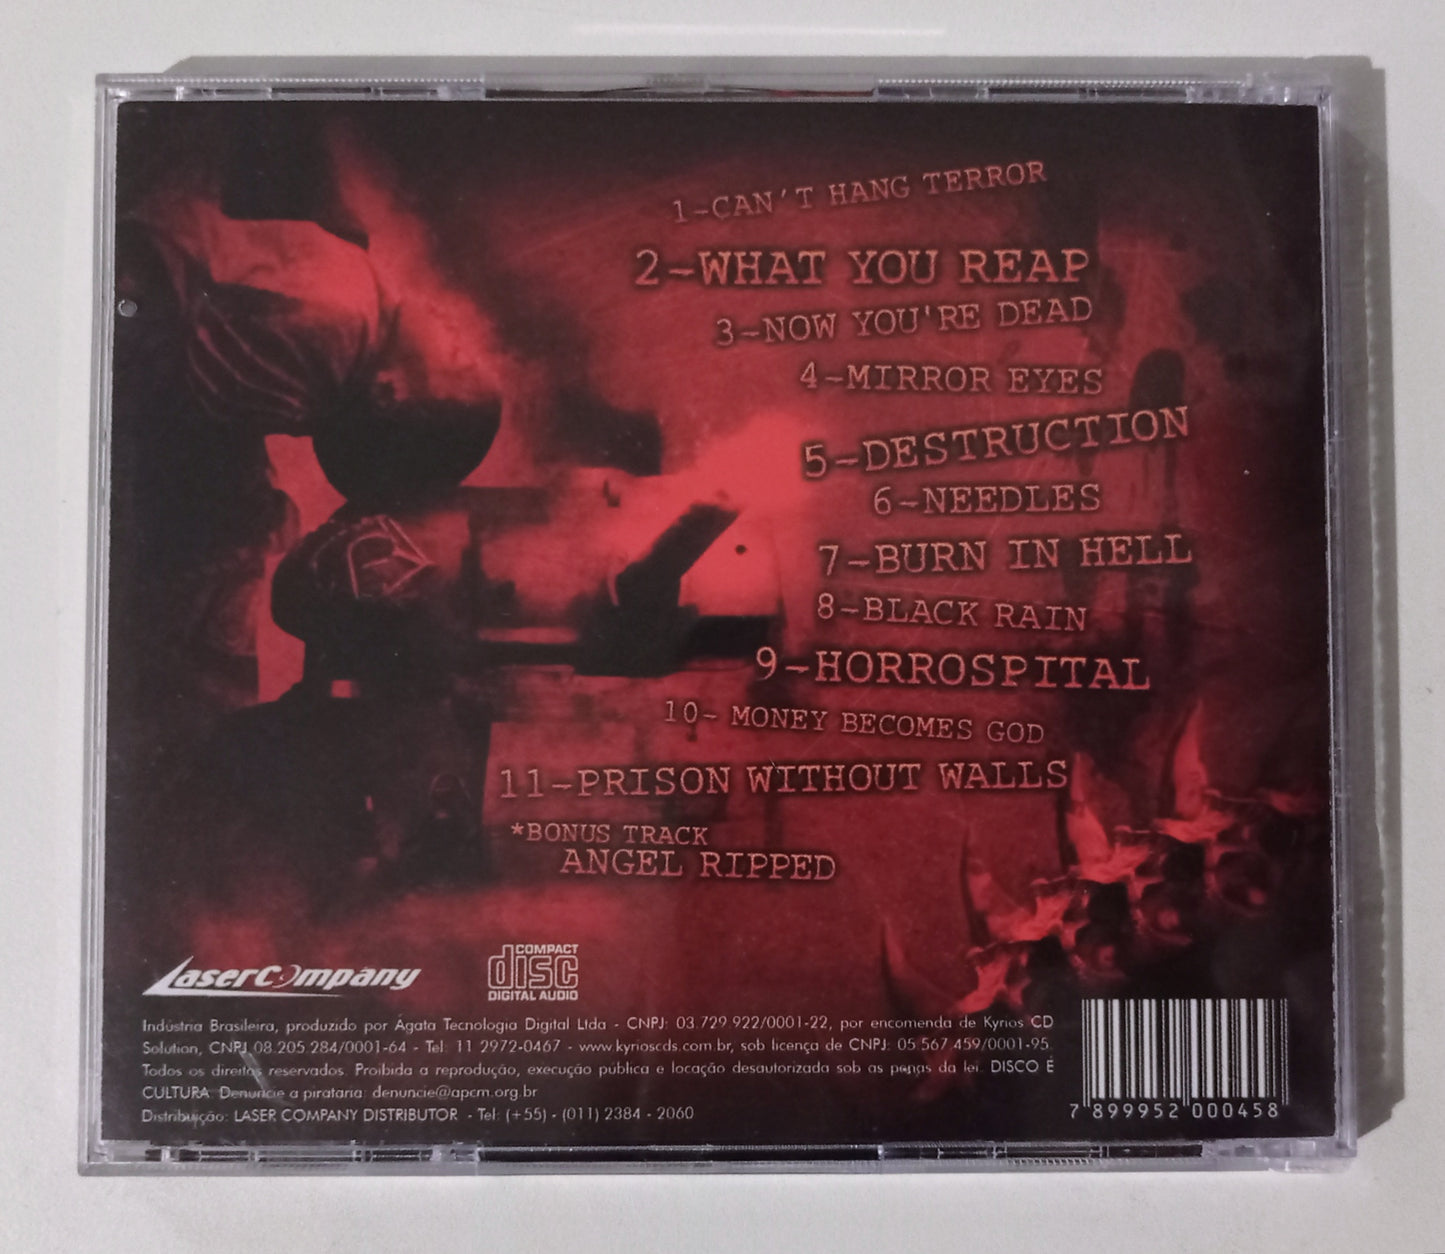 1-CAN'T HANG TERROR
2-WHAT YOU REAP
3-NOW YOU'RE DEAD
4-MIRROR EYES
5-DESTRUCTION
6-NEEDLES
7-BURN IN HELL
8-BLACK RAIN
9-HORROSPITAL
10- MONEY BECOMES GOD
11-PRISON WITHOUT WALLS
*BONUS TRACK
ANGEL RIPPED
LaserCompany
COMPACT
disc
DIGITAL AUDIO
Indústria Brasileira, produzido por Ágata Tecnologia Digital Ltda - CNPJ: 03.729.922/0001-22, por encomenda de Kyrios CD
Solution, CNPJ 08.205.284/0001-64 - Tel: 11 2972-0467 - www.kyrioscds.com.br, sob licença de CNPJ: 05.567.459/0001-95.
Todos os direitos reservados. Proibida a reprodução, execução pública e locação desautorizada sob as penas da lei. DISCO É
CULTURA. Denuncie a pirataria: denuncie@apcm.org.br
Distribuição: LASER COMPANY DISTRIBUTOR - Tel: (+55) - (011) 2384 - 2060
7 899952 000458